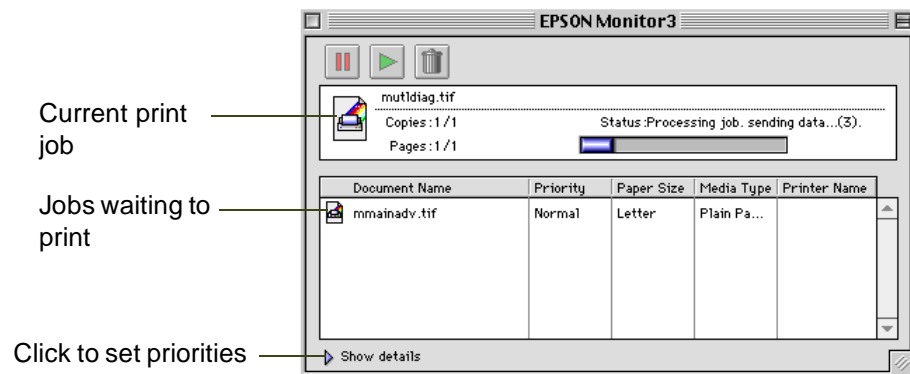 EPSON Monitor3
mutldiag.tif
Copies:1/1
Status:Processing job. sending data...(3).
Pages:1/1
Current print
job
Document Name Priority Paper Size Media Type Printer Name
mmainadv.tif Normal Letter Plain Pa...
Jobs waiting to
print
Click to set priorities
Show details